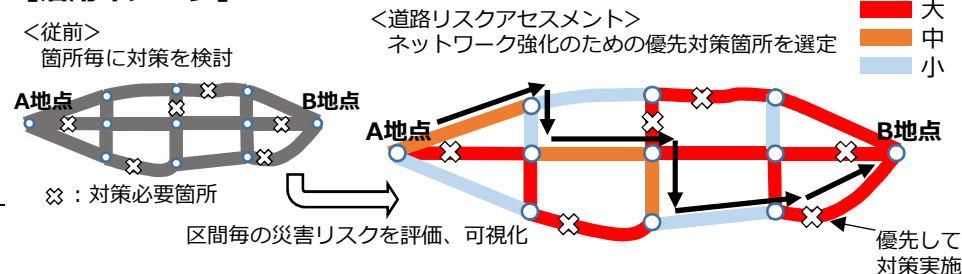 ＜従前＞
箇所毎に対策を検討
A地点
B地点
：対策必要箇所
区間毎の災害リスクを評価、可視化
＜道路リスクアセスメント＞
ネットワーク強化のための優先対策箇所を選定
大
中
小
A地点
B地点
優先して
対策実施